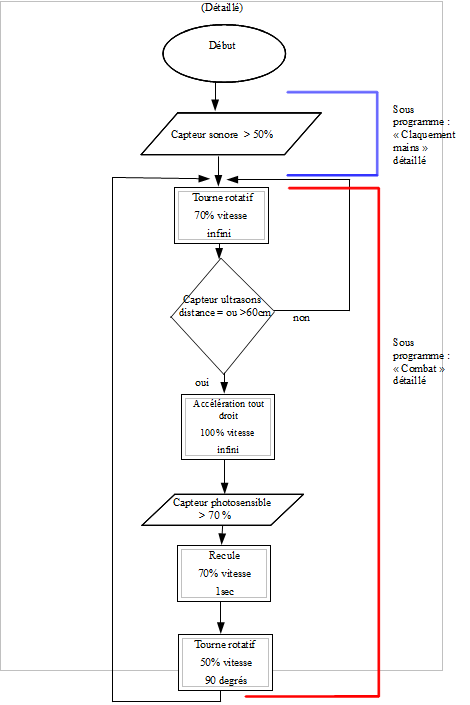 (Détaillé)
Début
Capteur sonore > 50%
Sous
programme :
« Claquement
mains »
détaillé
Tourne rotatif
70% vitesse
infini
Capteur ultrasons
distance = ou >60cm
non
oui
Sous
programme :
« Combat »
détaillé
Accélération tout
droit
100% vitesse
infini
Capteur photosensible
> 70 %
Recule
70% vitesse
1sec
Tourne rotatif
50% vitesse
90 degrés